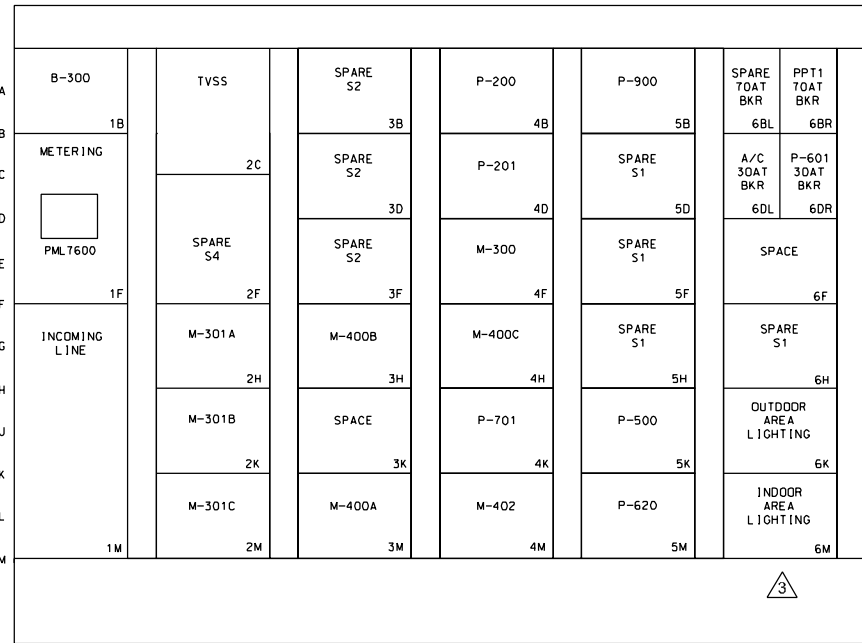 A
B
C
D
E
F
G
H
J
K
L
M
B-300
1B
METERING
PML7600
1F
INCOMING
LINE
1M
TVSS
2C
SPARE
S4
2F
M-301A
2H
M-301B
2K
M-301C
2M
SPARE
S2
3B
SPARE
S2
3D
SPARE
S2
3F
M-400B
3H
SPACE
3K
M-400A
3M
P-200
4B
P-201
4D
M-300
4F
M-400C
4H
P-701
4K
M-402
4M
P-900
5B
SPARE
S1
5D
SPARE
S1
5F
SPARE
S1
5H
P-500
5K
P-620
5M
SPARE
70AT
BKR
6BL
PPT1
70AT
BKR
6BR
A/C
30AT
BKR
6DL
P-601
30AT
BKR
6DR
SPACE
6F
SPARE
S1
6H
OUTDOOR
AREA
LIGHTING
6K
INDOOR
AREA
LIGHTING
6M
3